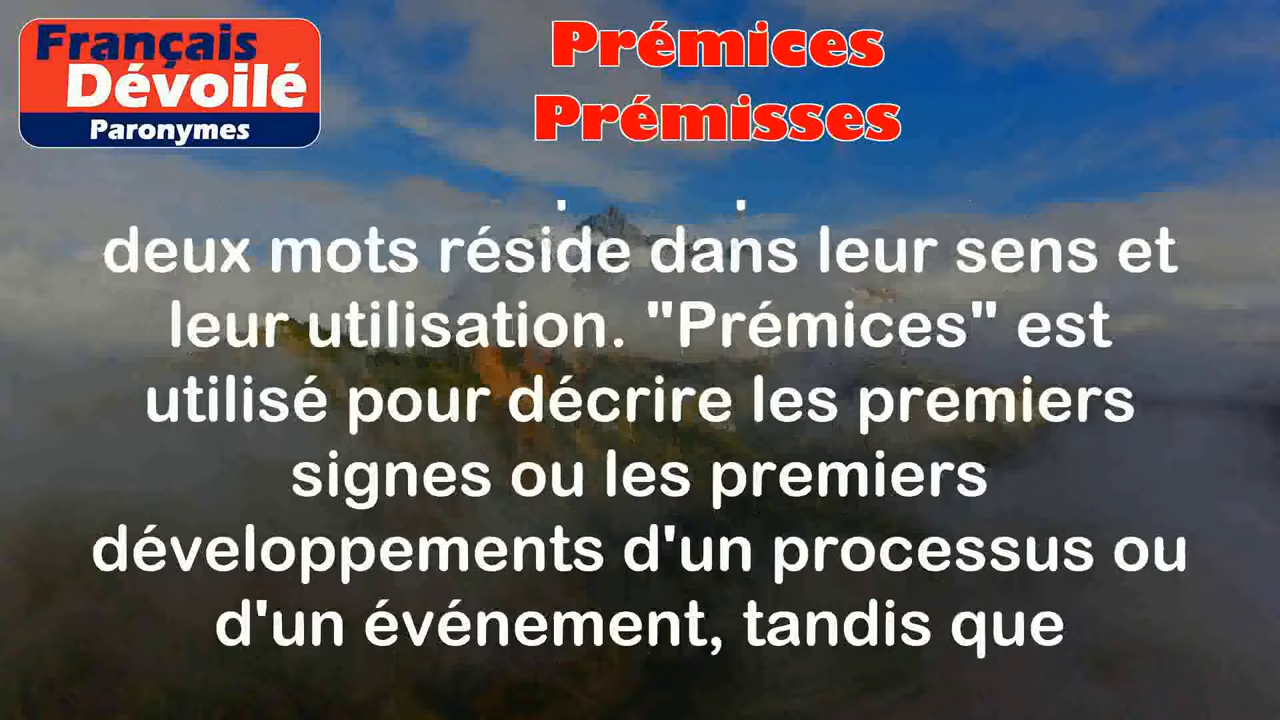 Français
Dévoilé
Paronymes
Prémices
Prémisses
deux mots réside dans leur sens et
leur utilisation. "Prémices" est
utilisé pour décrire les premiers
signes ou les premiers
développements d'un processus ou
d'un événement, tandis que